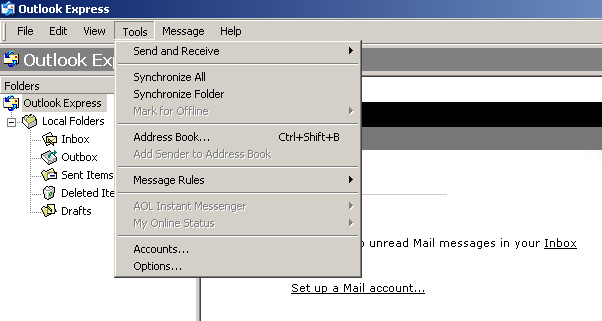 Outlook Express
File Edit View Tools Message Help
Outlook Exp
Folders
Outlook Express
Local Folders
Inbox
Outbox
Sent Items
Deleted Ite
Drafts
Send and Receive
Synchronize All
Synchronize Folder
Mark for Offline
Address Book... Ctrl+Shift+B
Add Sender to Address Book
Message Rules
AOL Instant Messenger
My Online Status
Accounts...
Options...
o unread Mail messages in your Inbox
Set up a Mail account...